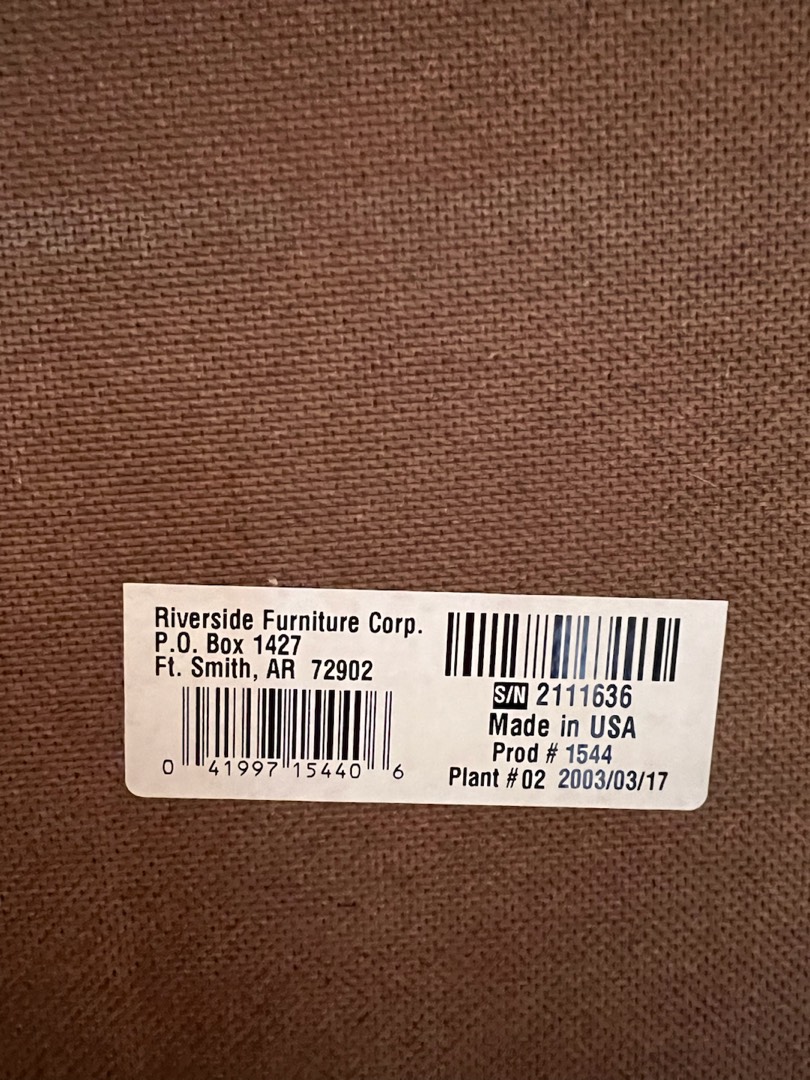 Riverside Furniture Corp.
P.O. Box 1427
Ft. Smith, AR 72902
0 41997 15440 6
S/N 2111636
Made in USA
Prod # 1544
Plant #02 2003/03/17